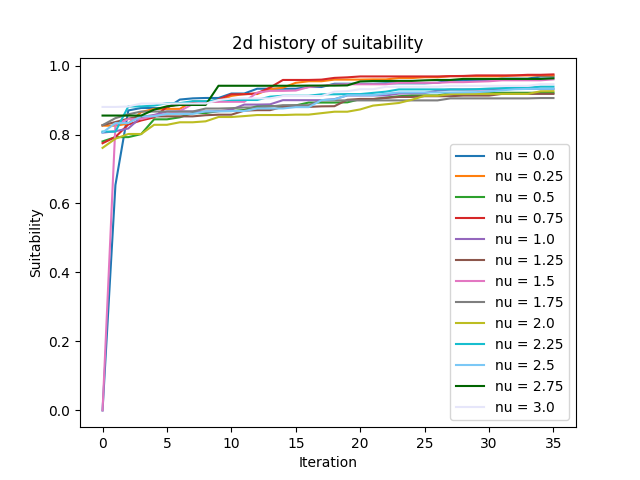 2d history of suitability
1.0
0.8
0.6
0.4
0.2
0.0
Suitability
0 5 10 15 20 25 30 35
Iteration
nu = 0.0
nu = 0.25
nu = 0.5
nu = 0.75
nu = 1.0
nu = 1.25
nu = 1.5
nu = 1.75
nu = 2.0
nu = 2.25
nu = 2.5
nu = 2.75
nu = 3.0